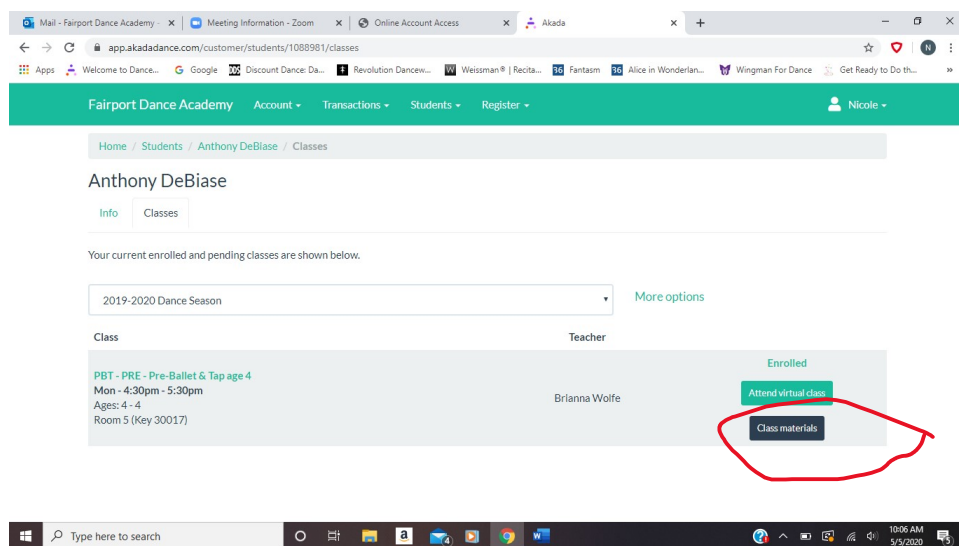 Mail - Fairport Dance Academy - × Meeting Information - Zoom × Online Account Access × Akada × +
app.akadadance.com/customer/students/1088981/classes N
Apps Welcome to Dance... Google Discount Dance: Da... Revolution Dancew... Weissman® | Recita... 36 Fantasm 36 Alice in Wonderlan... Wingman For Dance Get Ready to Do th... »
Fairport Dance Academy Account Transactions Students Register Nicole
Home / Students / Anthony DeBiase / Classes
Anthony DeBiase
Info Classes
Your current enrolled and pending classes are shown below.
2019-2020 Dance Season More options
Class Teacher
Enrolled
PBT - PRE - Pre-Ballet & Tap age 4
Mon - 4:30pm - 5:30pm Attend virtual class
Ages: 4 - 4 Brianna Wolfe
Room 5 (Key 30017) Class materials
Type here to search 10:06 AM
5/5/2020